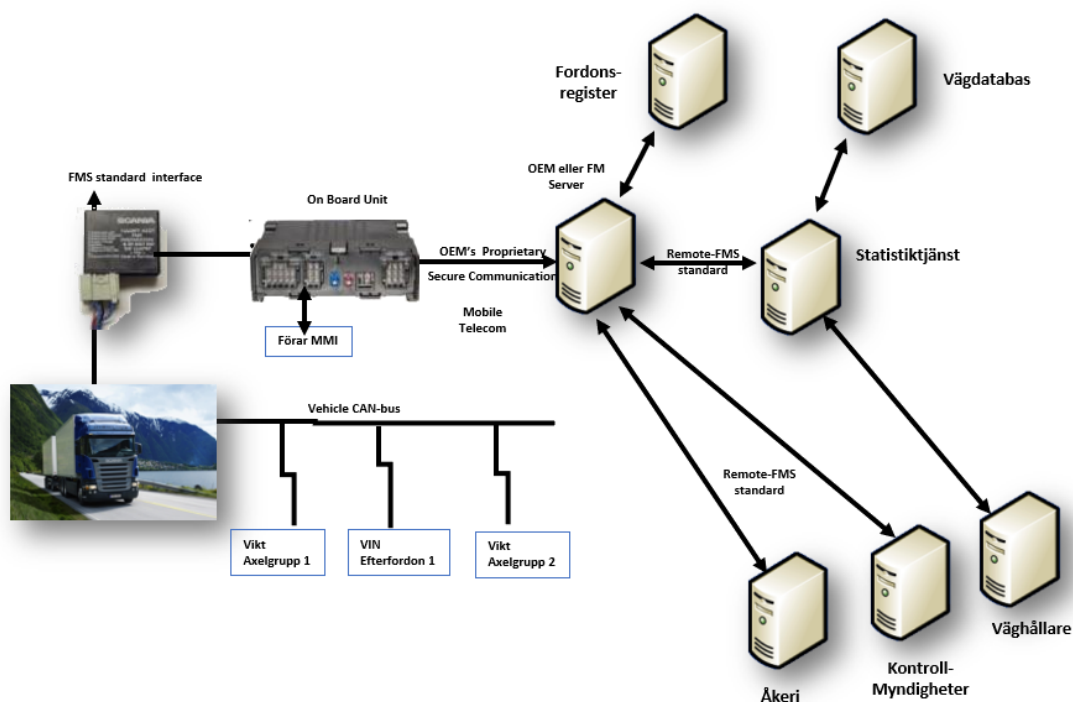 Fordons-
register
Vägdatabas
OEM eller FM
Server
FMS standard interface
SCANIA
On Board Unit
OEM's Proprietary
Secure Communication
Mobile
Telecom
Remote-FMS
standard
Statistiktjänst
Förar MMI
Vehicle CAN-bus
Remote-FMS
standard
Vikt
Axelgrupp 1
VIN
Efterfordon 1
Vikt
Axelgrupp 2
Väghållare
Kontroll-
Myndigheter
Åkeri